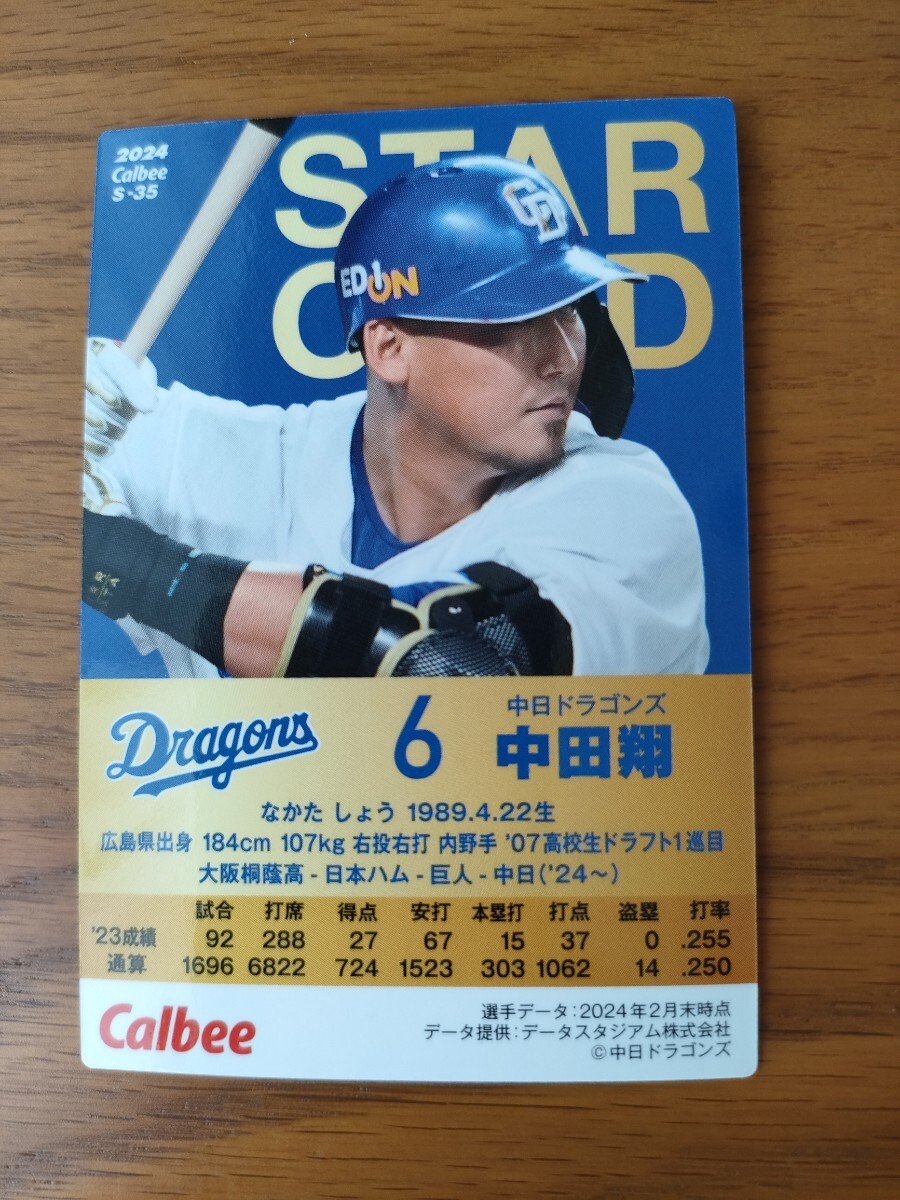 2024
Calbee
S-35
STAR
C D
EDION
CD
Dragons
6
中日ドラゴンズ
中田翔
なかた しょう 1989.4.22生
広島県出身 184cm 107kg 右投右打 内野手 '07高校生ドラフト1巡目
大阪桐蔭高 - 日本ハム - 巨人 - 中日('24～)
試合 打席 得点 安打 本塁打 打点 盗塁 打率
'23成績 92 288 27 67 15 37 0 .255
通算 1696 6822 724 1523 303 1062 14 .250
Calbee
選手データ:2024年2月末時点
データ提供:データスタジアム株式会社
©中日ドラゴンズ